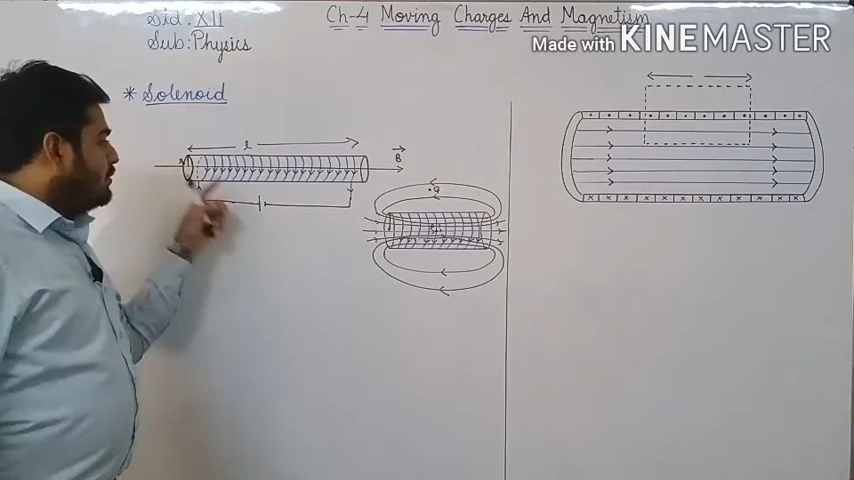 Std. XII
Sub: Physics
Ch-4 Moving Charges And Magnetism
Made with KINEMASTER
* Solenoid
l
B
Q